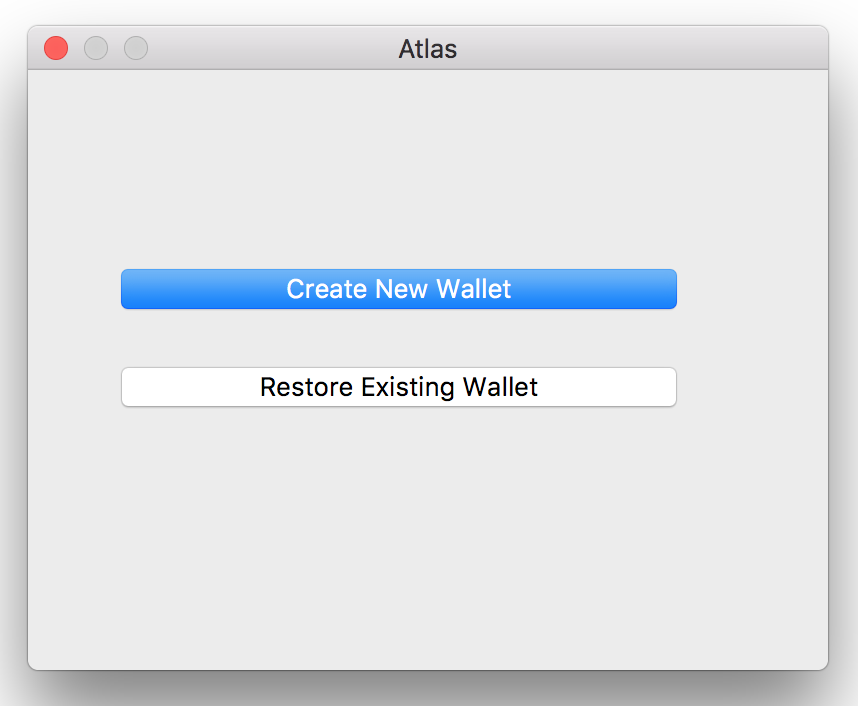 Atlas
Create New Wallet
Restore Existing Wallet